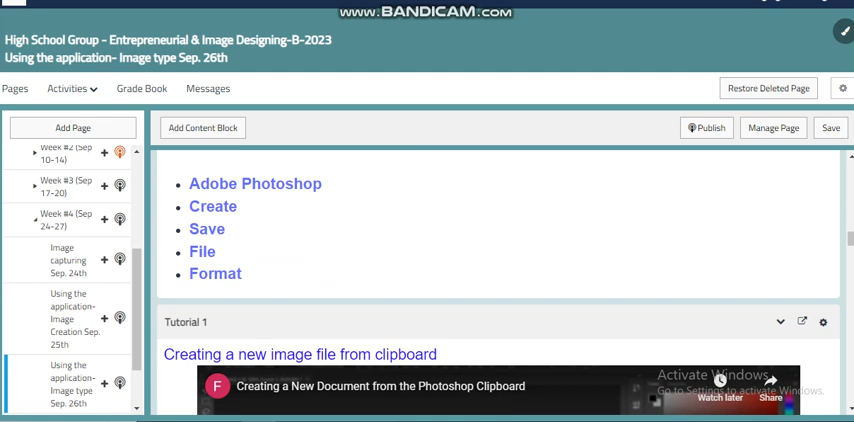 www.BANDICAM.com
High School Group - Entrepreneurial & Image Designing-B-2023
Using the application- Image type Sep. 26th
Pages
Activities
Grade Book
Messages
Restore Deleted Page
Add Page
Add Content Block
Publish
Manage Page
Save
Week #2 (Sep
10-14)
Week #3 (Sep
17-20)
Week #4 (Sep
24-27)
Image
capturing
Sep. 24th
Using the
application-
Image
Creation Sep.
25th
Using the
application-
Image type
Sep. 26th
Adobe Photoshop
Create
Save
File
Format
Tutorial 1
Creating a new image file from clipboard
F
Creating a New Document from the Photoshop Clipboard
Watch later
Share
Activate Windows
Go to Settings to activate Windows.